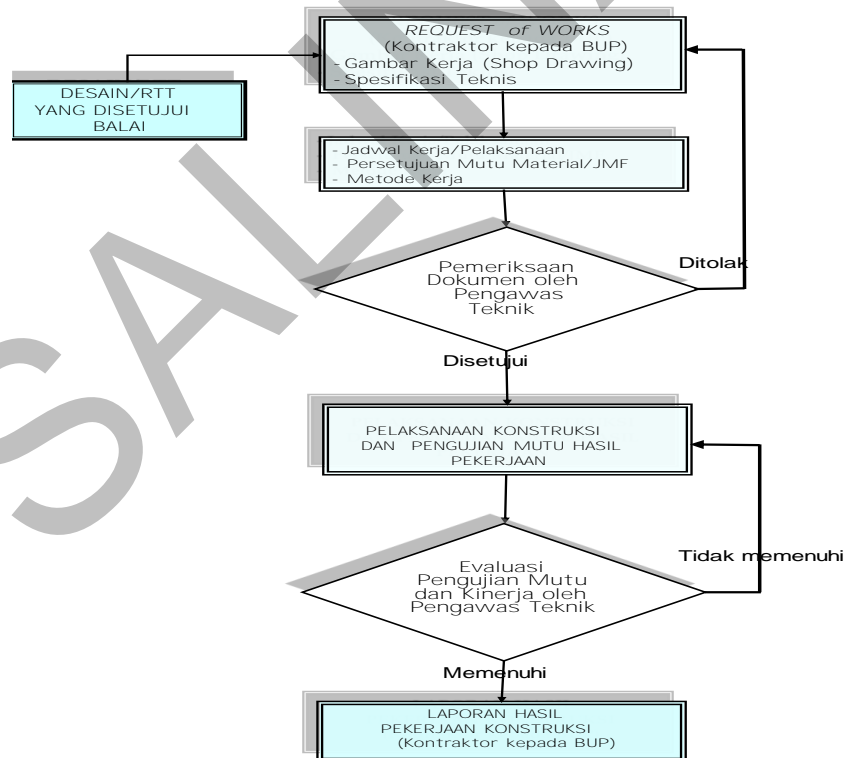 REQUEST of WORKS
(Kontraktor kepada BUP)
- Gambar Kerja (Shop Drawing)
- Spesifikasi Teknis
DESAIN/RTT
YANG DISETUJUI
BALAI
- Jadwal Kerja/Pelaksanaan
- Persetujuan Mutu Material/JMF
- Metode Kerja
Pemeriksaan
Dokumen oleh
Pengawas
Teknik
Ditolak
Disetujui
PELAKSANAAN KONSTRUKSI
DAN PENGUJIAN MUTU HASIL
PEKERJAAN
Evaluasi
Pengujian Mutu
dan Kinerja oleh
Pengawas Teknik
Tidak memenuhi
Memenuhi
LAPORAN HASIL
PEKERJAAN KONSTRUKSI
(Kontraktor kepada BUP)
SALINA